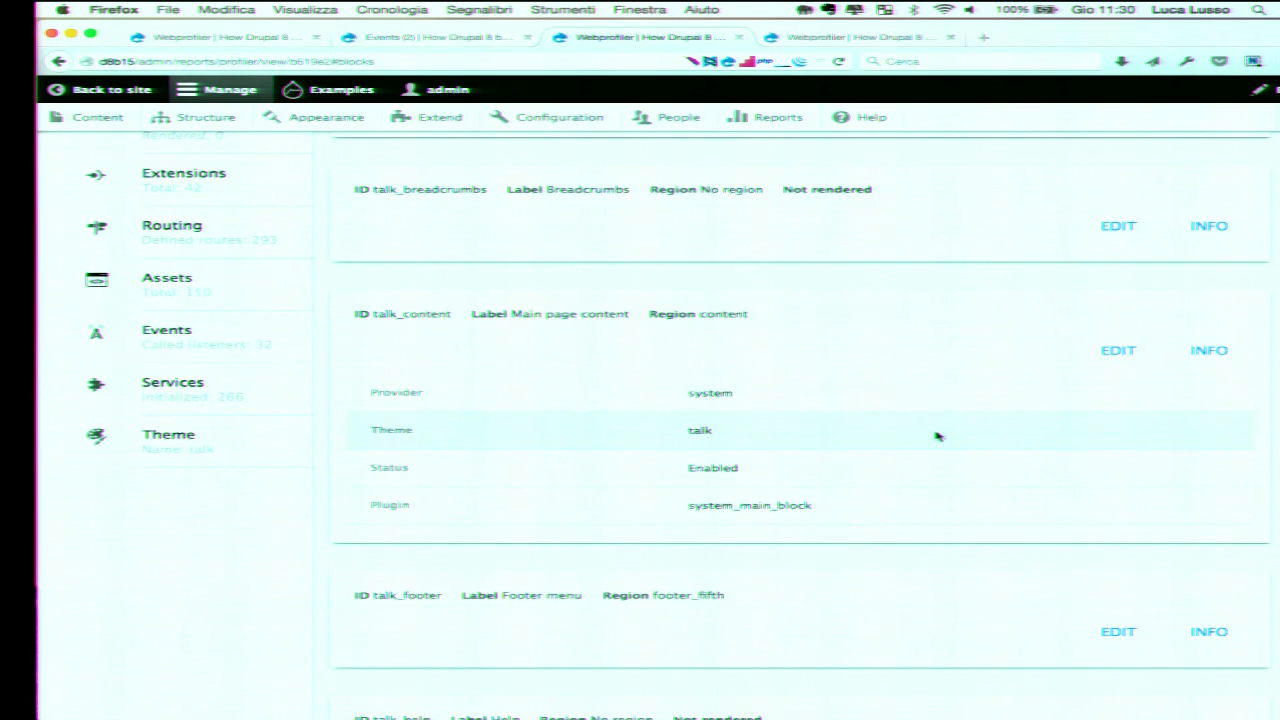 Firefox File Modifica Visualizza Cronologia Segnalibri Strumenti Finestra Aiuto 100% Gio 11:30 Luca Lusso
Webprofiler | How Drupal 8 ... Events (2) | How Drupal 8 b... Webprofiler | How Drupal 8 ... Webprofiler | How Drupal 8 ...
d8b15/admin/reports/profiler/view/b619e2#blocks Cerca
Back to site Manage Examples admin
Content Structure Appearance Extend Configuration People Reports Help
Rendered: 0
Extensions
Total: 42
Routing
Defined routes: 293
Assets
Total: 150
Events
Called listeners: 32
Services
Initialized: 266
Theme
Name: talk
ID talk_breadcrumbs Label Breadcrumbs Region No region Not rendered
EDIT INFO
ID talk_content Label Main page content Region content
EDIT INFO
Provider system
Theme talk
Status Enabled
Plugin system_main_block
ID talk_footer Label Footer menu Region footer_fifth
EDIT INFO
ID talk_help Label Help Region No region Not rendered